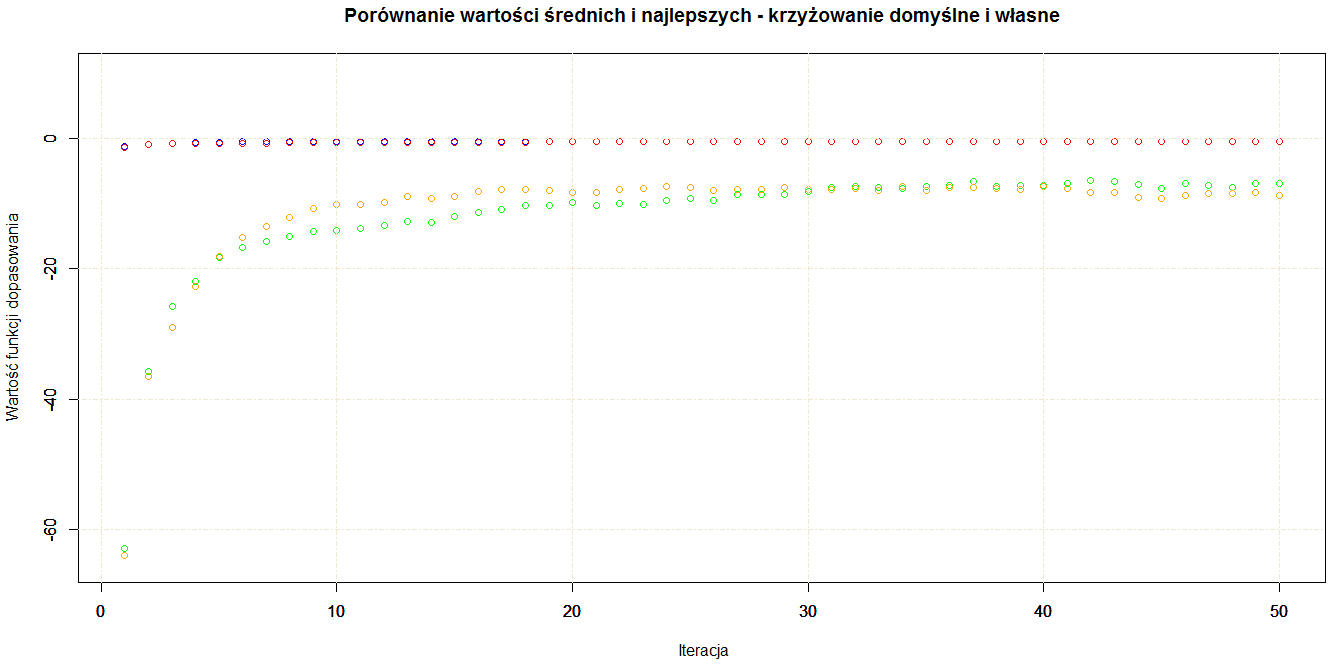 Porównanie wartości średnich i najlepszych - krzyżowanie domyślne i własne
Wartość funkcji dopasowania
0
-20
-40
-60
0 10 20 30 40 50
Iteracja